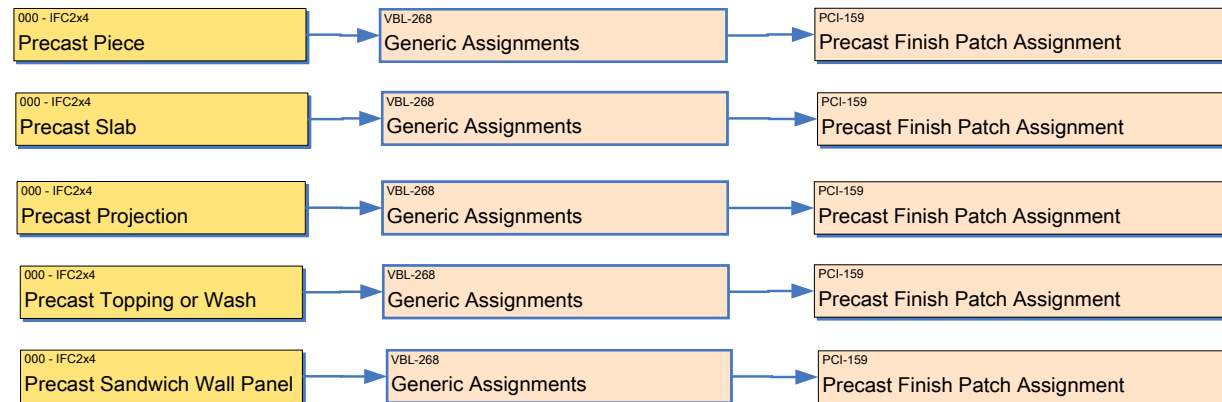 000 - IFC2x4
Precast Piece
VBL-268
Generic Assignments
PCI-159
Precast Finish Patch Assignment
000 - IFC2x4
Precast Slab
VBL-268
Generic Assignments
PCI-159
Precast Finish Patch Assignment
000 - IFC2x4
Precast Projection
VBL-268
Generic Assignments
PCI-159
Precast Finish Patch Assignment
000 - IFC2x4
Precast Topping or Wash
VBL-268
Generic Assignments
PCI-159
Precast Finish Patch Assignment
000 - IFC2x4
Precast Sandwich Wall Panel
VBL-268
Generic Assignments
PCI-159
Precast Finish Patch Assignment